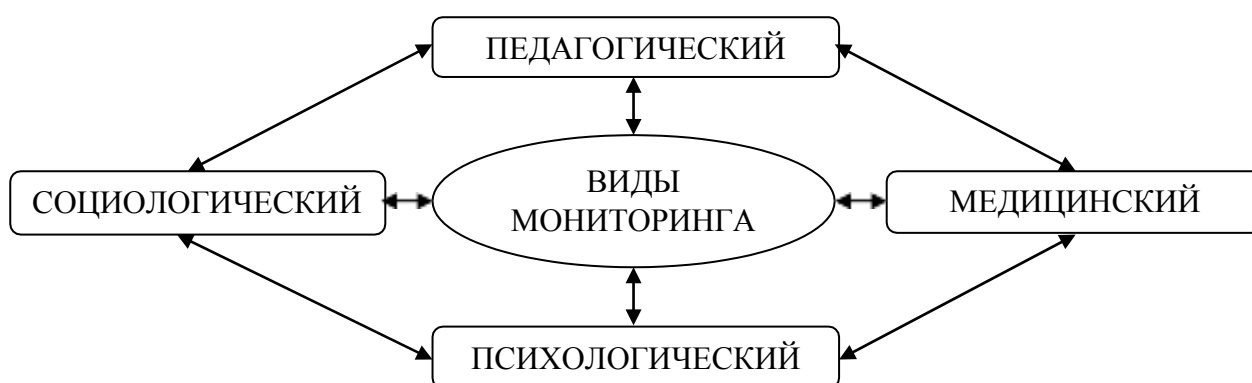 ПЕДАГОГИЧЕСКИЙ
СОЦИОЛОГИЧЕСКИЙ
ВИДЫ
МОНИТОРИНГА
МЕДИЦИНСКИЙ
ПСИХОЛОГИЧЕСКИЙ